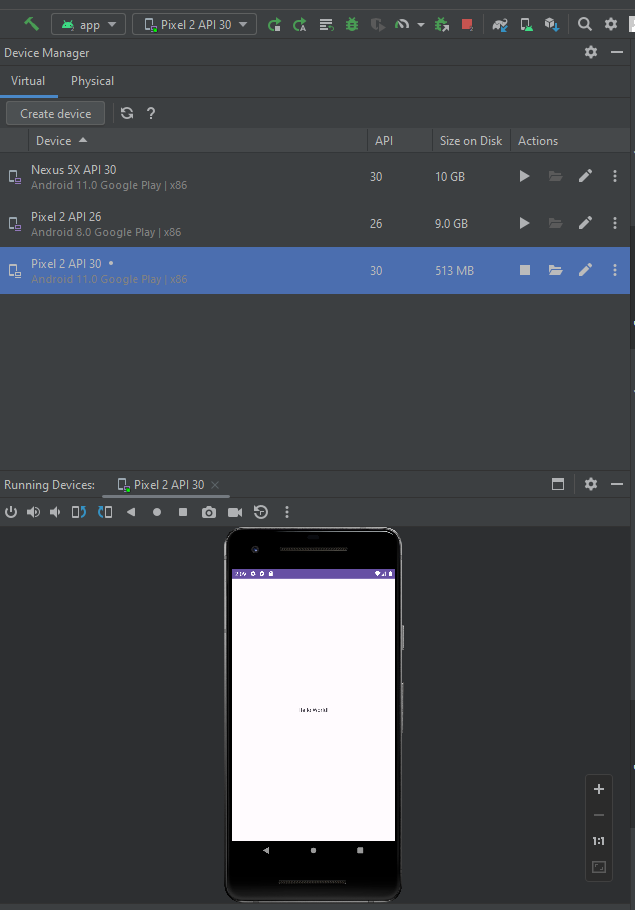 app
Pixel 2 API 30
Device Manager
Virtual Physical
Create device ?
Device API Size on Disk Actions
Nexus 5X API 30
Android 11.0 Google Play | x86
30 10 GB
Pixel 2 API 26
Android 8.0 Google Play | x86
26 9.0 GB
Pixel 2 API 30
Android 11.0 Google Play | x86
30 513 MB
Running Devices: Pixel 2 API 30
2:09
Hello World!
1:1